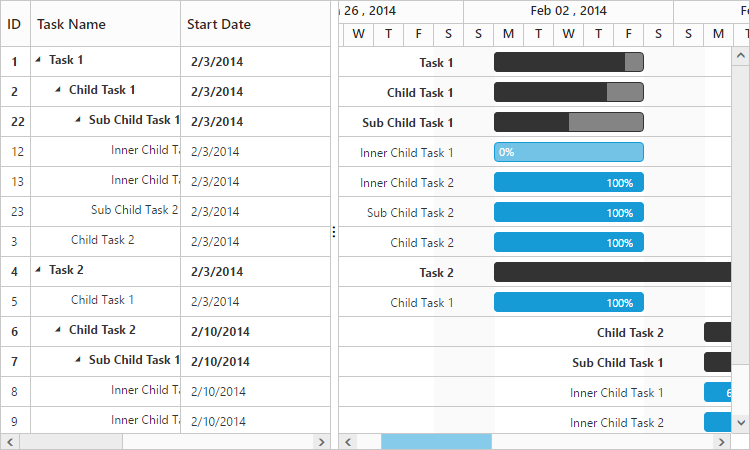 ID Task Name Start Date
26 , 2014 Feb 02 , 2014
W T F S S M T W T F S S M
1 Task 1 2/3/2014 Task 1
2 Child Task 1 2/3/2014 Child Task 1
22 Sub Child Task 1 2/3/2014 Sub Child Task 1
12 Inner Child 2/3/2014 Inner Child Task 1 0%
13 Inner Child 2/3/2014 Inner Child Task 2 100%
23 Sub Child Task 2 2/3/2014 Sub Child Task 2 100%
3 Child Task 2 2/3/2014 Child Task 2 100%
4 Task 2 2/3/2014 Task 2
5 Child Task 1 2/3/2014 Child Task 1 100%
6 Child Task 2 2/10/2014 Child Task 2
7 Sub Child Task 1 2/10/2014 Sub Child Task 1
8 Inner Child 2/10/2014 Inner Child Task 1
9 Inner Child 2/10/2014 Inner Child Task 2